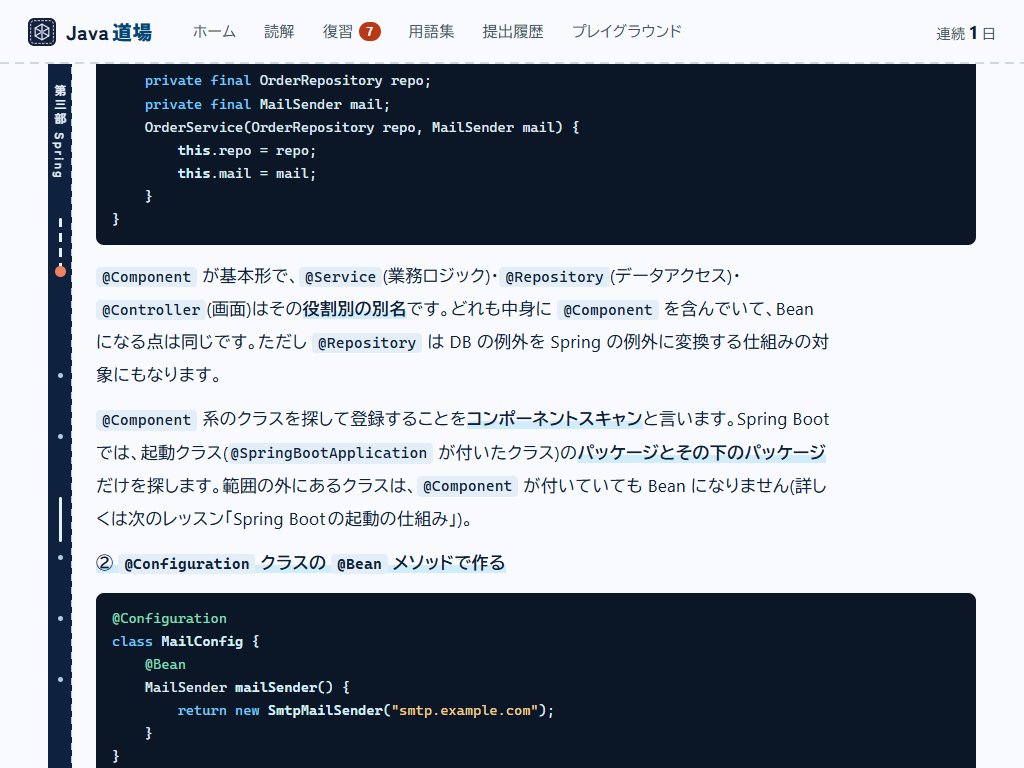 Java道場
ホーム 読解 復習 7 用語集 提出履歴 プレイグラウンド
連続 1 日
第三部 Spring
private final OrderRepository repo;
private final MailSender mail;
OrderService(OrderRepository repo, MailSender mail) {
this.repo = repo;
this.mail = mail;
}
}
@Component が基本形で、@Service(業務ロジック)・@Repository(データアクセス)・
@Controller(画面)はその役割別の別名です。どれも中身に @Component を含んでいて、Bean
になる点は同じです。ただし @Repository は DB の例外を Spring の例外に変換する仕組みの対
象にもなります。
@Component 系のクラスを探して登録することをコンポーネントスキャンと言います。Spring Boot
では、起動クラス(@SpringBootApplication が付いたクラス)のパッケージとその下のパッケージ
だけを探します。範囲の外にあるクラスは、@Component が付いていても Bean になりません(詳し
くは次のレッスン「Spring Bootの起動の仕組み」)。
② @Configuration クラスの @Bean メソッドで作る
@Configuration
class MailConfig {
@Bean
MailSender mailSender() {
return new SmtpMailSender("smtp.example.com");
}
}